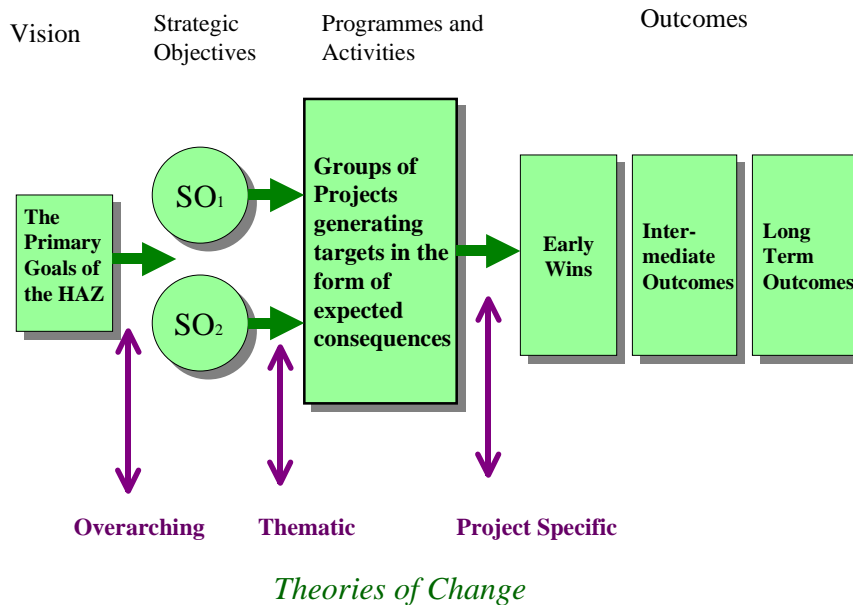 Vision
Strategic
Objectives
Programmes and
Activities
Outcomes
The
Primary
Goals of
the HAZ
SO1
SO2
Groups of
Projects
generating
targets in the
form of
expected
consequences
Early
Wins
Inter-
mediate
Outcomes
Long
Term
Outcomes
Overarching
Thematic
Project Specific
Theories of Change